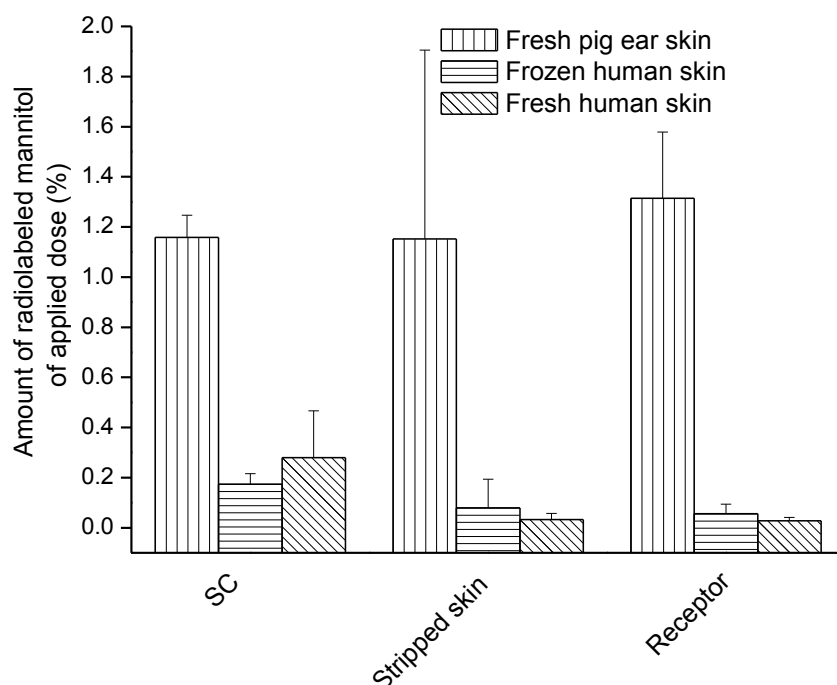 Amount of radiolabeled mannitol
of applied dose (%)
2.0
1.8
1.6
1.4
1.2
1.0
0.8
0.6
0.4
0.2
0.0
Fresh pig ear skin
Frozen human skin
Fresh human skin
SC
Stripped skin
Receptor